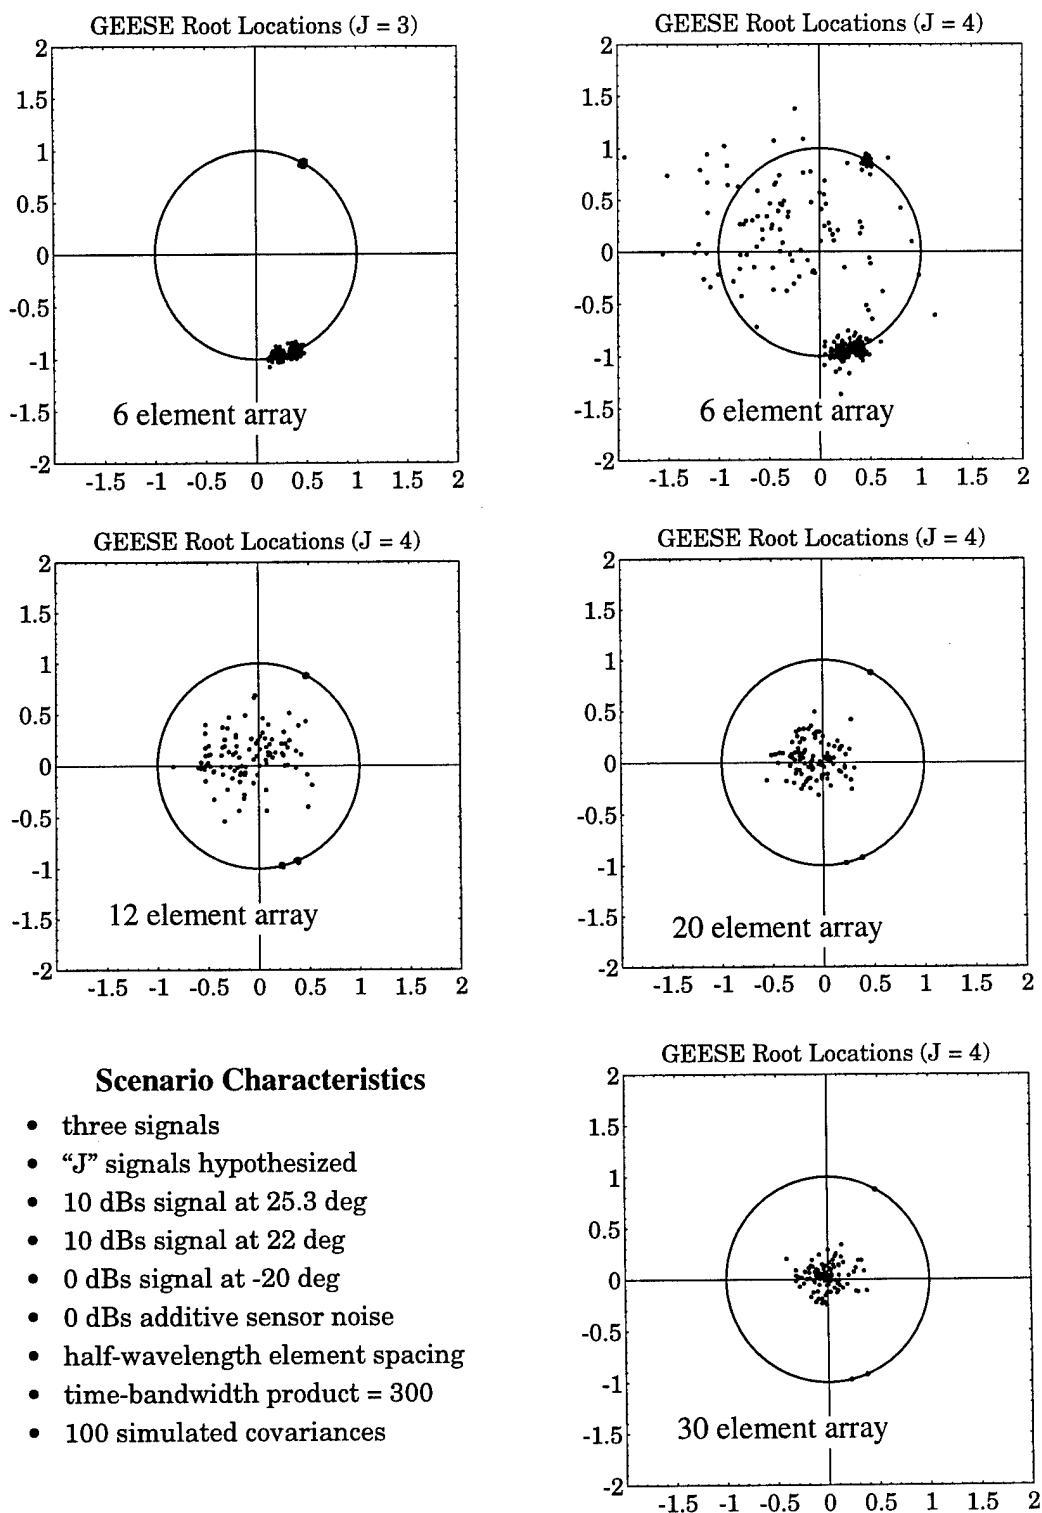 GEESE Root Locations (J = 3)
2
1.5
1
0.5
0
-0.5
-1
-1.5
-2
-1.5 -1 -0.5 0 0.5 1 1.5 2
6 element array
GEESE Root Locations (J = 4)
2
1.5
1
0.5
0
-0.5
-1
-1.5
-2
-1.5 -1 -0.5 0 0.5 1 1.5 2
6 element array
GEESE Root Locations (J = 4)
2
1.5
1
0.5
0
-0.5
-1
-1.5
-2
-1.5 -1 -0.5 0 0.5 1 1.5 2
12 element array
GEESE Root Locations (J = 4)
2
1.5
1
0.5
0
-0.5
-1
-1.5
-2
-1.5 -1 -0.5 0 0.5 1 1.5 2
20 element array
Scenario Characteristics
• three signals
• “J” signals hypothesized
• 10 dBs signal at 25.3 deg
• 10 dBs signal at 22 deg
• 0 dBs signal at -20 deg
• 0 dBs additive sensor noise
• half-wavelength element spacing
• time-bandwidth product = 300
• 100 simulated covariances
GEESE Root Locations (J = 4)
2
1.5
1
0.5
0
-0.5
-1
-1.5
-2
-1.5 -1 -0.5 0 0.5 1 1.5 2
30 element array